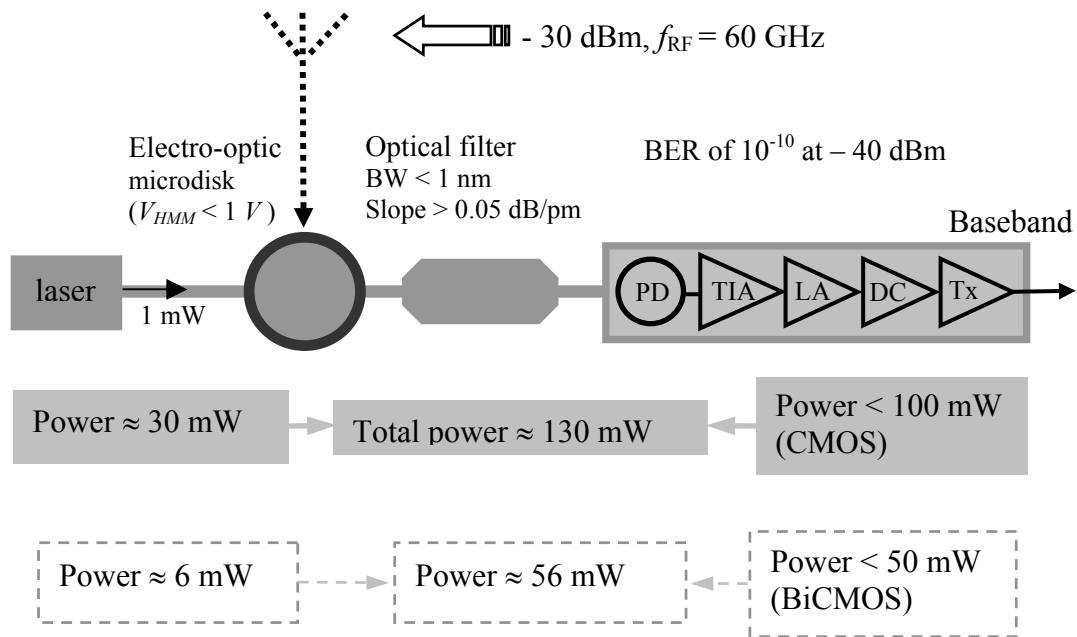 - 30 dBm, fRF = 60 GHz
Electro-optic
microdisk
(VHMM < 1 V)
Optical filter
BW < 1 nm
Slope > 0.05 dB/pm
BER of 10-10 at – 40 dBm
Baseband
laser
1 mW
PD
TIA
LA
DC
Tx
Power ≈ 30 mW
Total power ≈ 130 mW
Power < 100 mW
(CMOS)
Power ≈ 6 mW
Power ≈ 56 mW
Power < 50 mW
(BiCMOS)